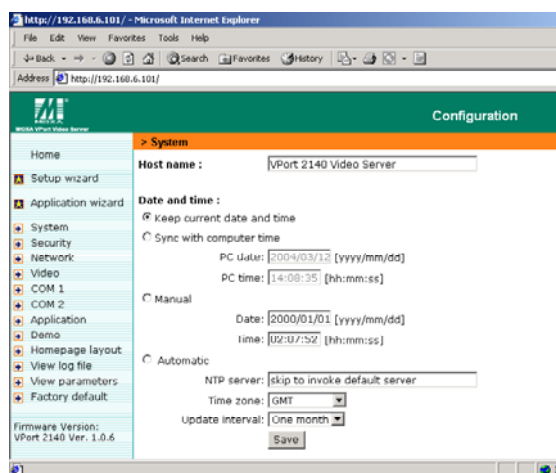 http://192.168.6.101/ - Microsoft Internet Explorer
File Edit View Favorites Tools Help
Back Search Favorites History
Address http://192.168.6.101/
MOXA
MOXA VPort Video Server
Configuration
Home
Setup wizard
Application wizard
System
Security
Network
Video
COM 1
COM 2
Application
Demo
Homepage layout
View log file
View parameters
Factory default
Firmware Version:
VPort 2140 Ver. 1.0.6
> System
Host name : VPort 2140 Video Server
Date and time :
Keep current date and time
Sync with computer time
PC date: 2004/03/12 [yyyy/mm/dd]
PC time: 14:08:35 [hh:mm:ss]
Manual
Date: 2000/01/01 [yyyy/mm/dd]
Time: 02:07:52 [hh:mm:ss]
Automatic
NTP server: skip to invoke default server
Time zone: GMT
Update interval: One month
Save